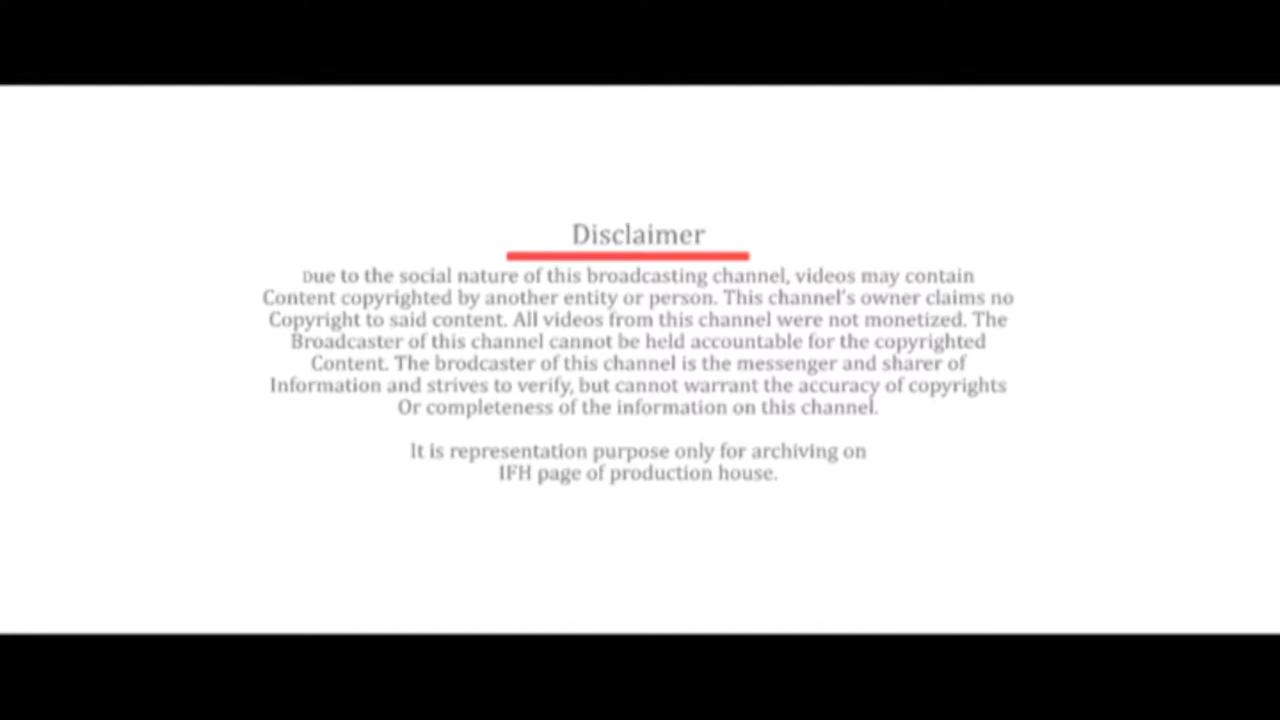 Disclaimer
Due to the social nature of this broadcasting channel, videos may contain
Content copyrighted by another entity or person. This channel's owner claims no
Copyright to said content. All videos from this channel were not monetized. The
Broadcaster of this channel cannot be held accountable for the copyrighted
Content. The brodcaster of this channel is the messenger and sharer of
Information and strives to verify, but cannot warrant the accuracy of copyrights
Or completeness of the information on this channel.
It is representation purpose only for archiving on
IFH page of production house.